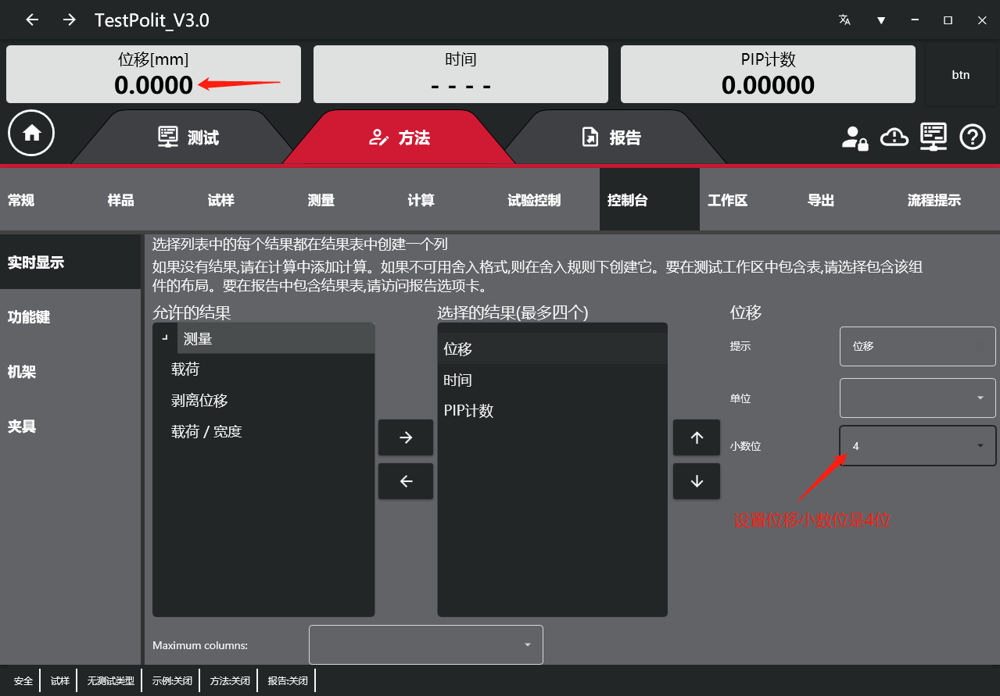 TestPolit_V3.0
位移[mm]
0.0000
时间
- - - -
PIP计数
0.00000
btn
测试
方法
报告
常规
样品
试样
测量
计算
试验控制
控制台
工作区
导出
流程提示
实时显示
功能键
机架
夹具
选择列表中的每个结果都在结果表中创建一个列
如果没有结果,请在计算中添加计算。如果不可用舍入格式,则在舍入规则下创建它。要在测试工作区中包含表,请选择包含该组
件的布局。要在报告中包含结果表,请访问报告选项卡。
允许的结果
测量
载荷
剥离位移
载荷 / 宽度
选择的结果(最多四个)
位移
时间
PIP计数
位移
提示
位移
单位
小数位
4
设置位移小数位是4位
Maximum columns:
安全
试样
无测试类型
示例:关闭
方法:关闭
报告:关闭